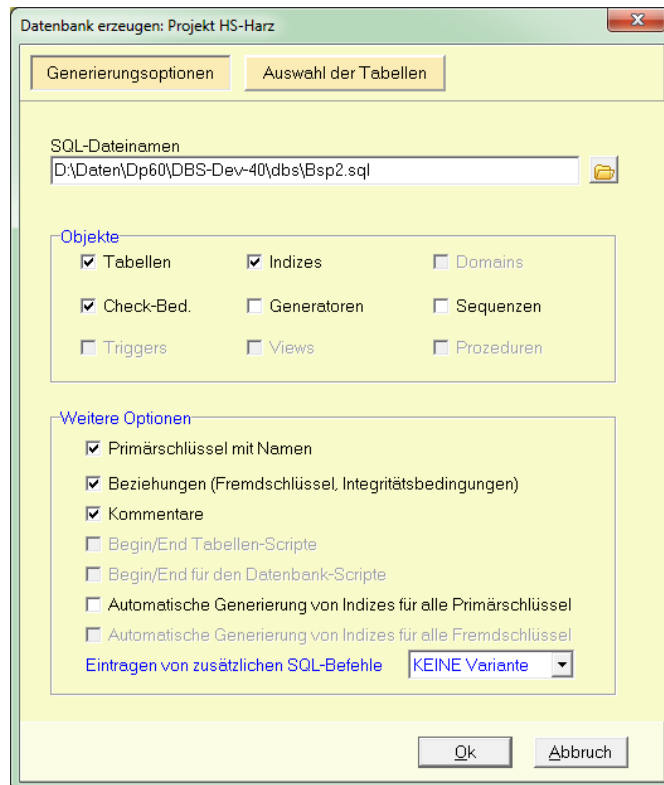 Datenbank erzeugen: Projekt HS-Harz
Generierungsoptionen
Auswahl der Tabellen
SQL-Dateinamen
D:\Daten\Dp60\DBS-Dev-40\dbs\Bsp2.sql
Objekte
Tabellen Indizes Domains
Check-Bed. Generatoren Sequenzen
Triggers Views Prozeduren
Weitere Optionen
Primärschlüssel mit Namen
Beziehungen (Fremdschlüssel, Integritätsbedingungen)
Kommentare
Begin/End Tabellen-Scripte
Begin/End für den Datenbank-Scripte
Automatische Generierung von Indizes für alle Primärschlüssel
Automatische Generierung von Indizes für alle Fremdschlüssel
Eintragen von zusätzlichen SQL-Befehle KEINE Variante
Ok Abbruch